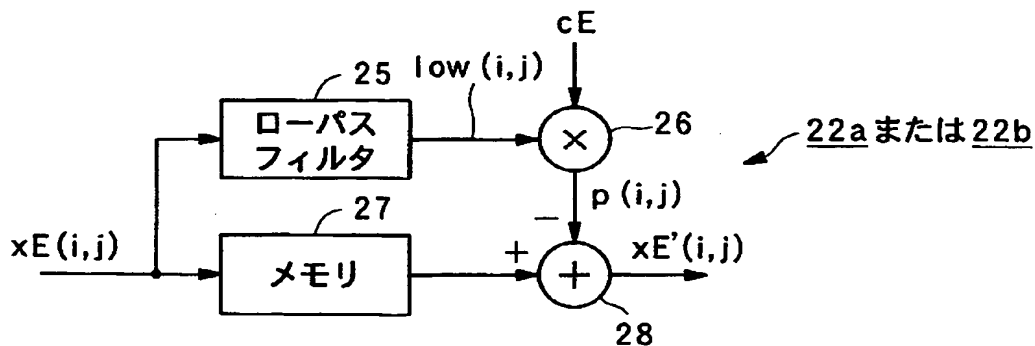 cE
25
low(i,j)
ローパス
フィルタ
×
26
22aまたは22b
p(i,j)
−
27
xE(i,j)
メモリ
+
+
xE'(i,j)
28